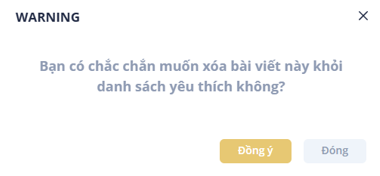 WARNING
Bạn có chắc chắn muốn xóa bài viết này khỏi
danh sách yêu thích không?
Đồng ý
Đóng